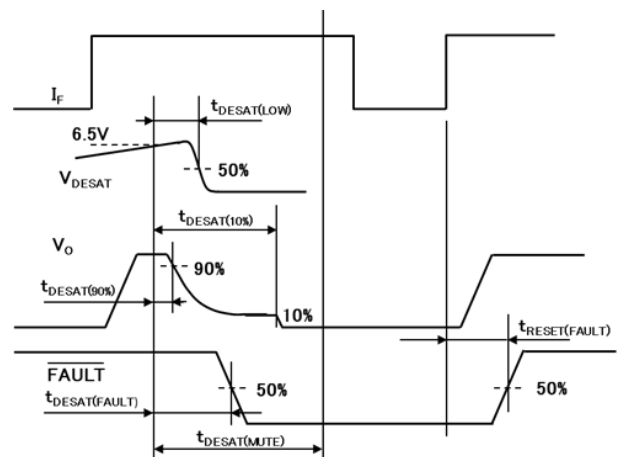 I_F
t_DESAT(LOW)
6.5V
50%
V_DESAT
t_DESAT(10%)
V_O
90%
t_DESAT(90%)
10%
t_RESET(FAULT)
FAULT
50%
50%
t_DESAT(FAULT)
t_DESAT(MUTE)